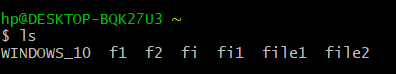 hp@DESKTOP-BQK27U3 ~
$ ls
WINDOWS_10  f1  f2  fi  fi1  file1  file2